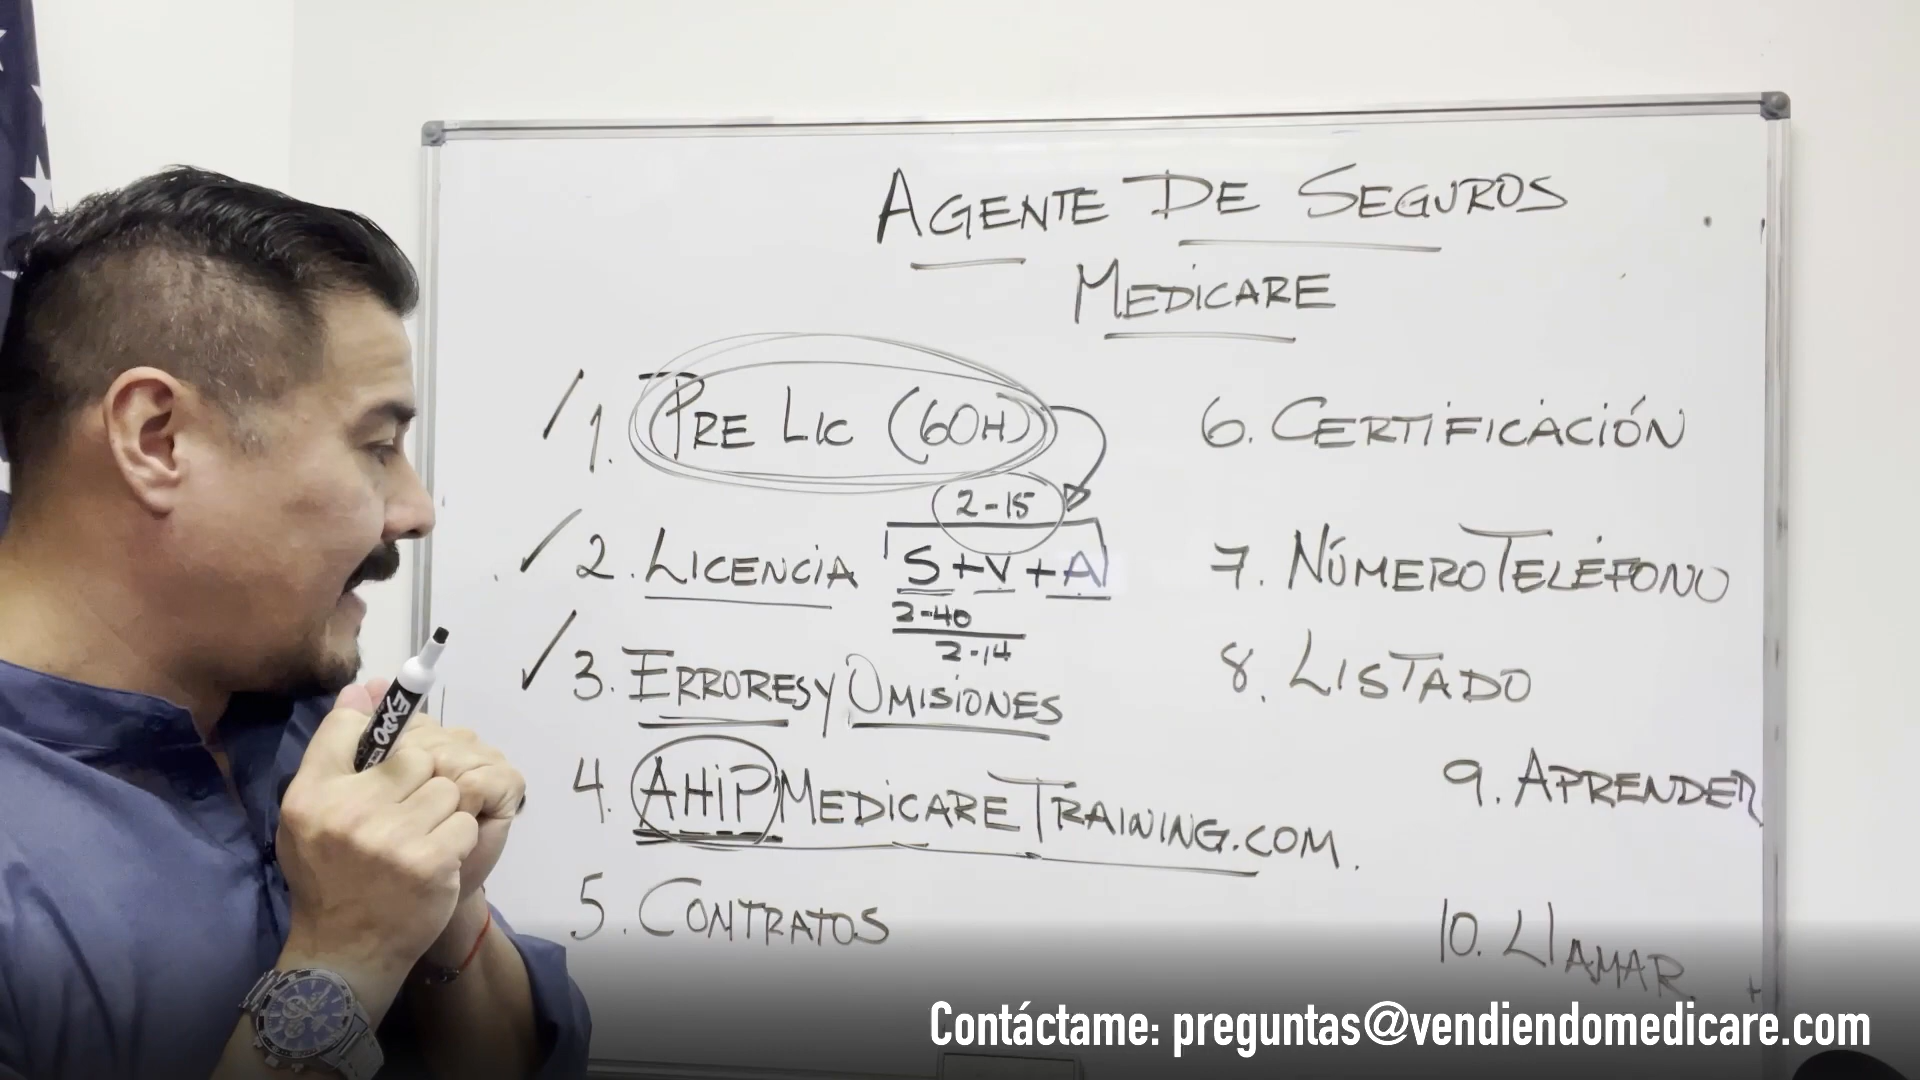 AGENTE DE SEGUROS
MEDICARE
1. PRE LIC (60H)
2-15
2. LICENCIA S+V+A
2-40
2-14
3. ERRORES Y OMISIONES
4. AHIP MEDICARETRAINING.COM.
5. CONTRATOS
6. CERTIFICACIÓN
7. NÚMERO TELÉFONO
8. LISTADO
9. APRENDER
10. LLAMAR
EXPO
Contáctame: preguntas@vendiendomedicare.com